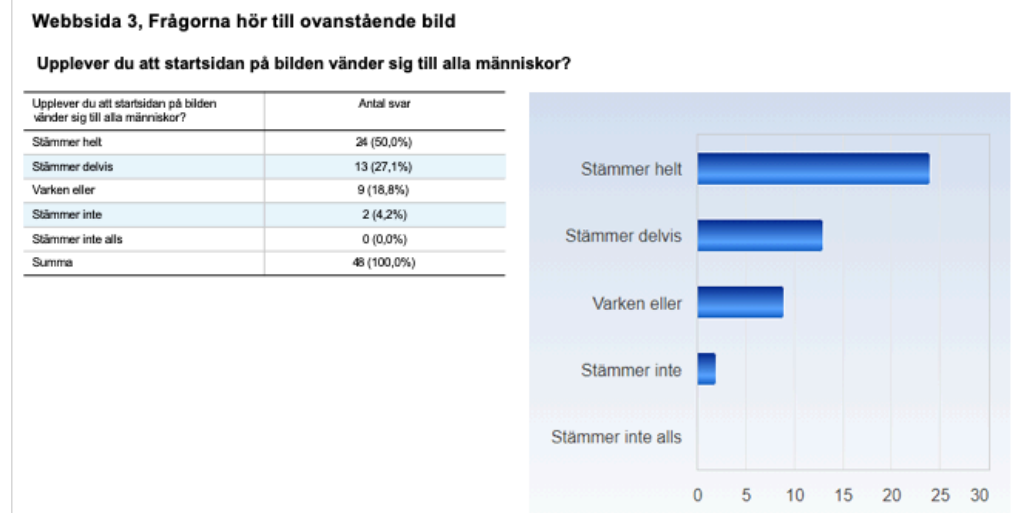 Webbsida 3, Frågorna hör till ovanstående bild
Upplever du att startsidan på bilden vänder sig till alla människor?
Upplever du att startsidan på bilden
vänder sig till alla människor?
Antal svar
Stämmer helt 24 (50,0%)
Stämmer delvis 13 (27,1%)
Varken eller 9 (18,8%)
Stämmer inte 2 (4,2%)
Stämmer inte alls 0 (0,0%)
Summa 48 (100,0%)
Stämmer helt
Stämmer delvis
Varken eller
Stämmer inte
Stämmer inte alls
0 5 10 15 20 25 30